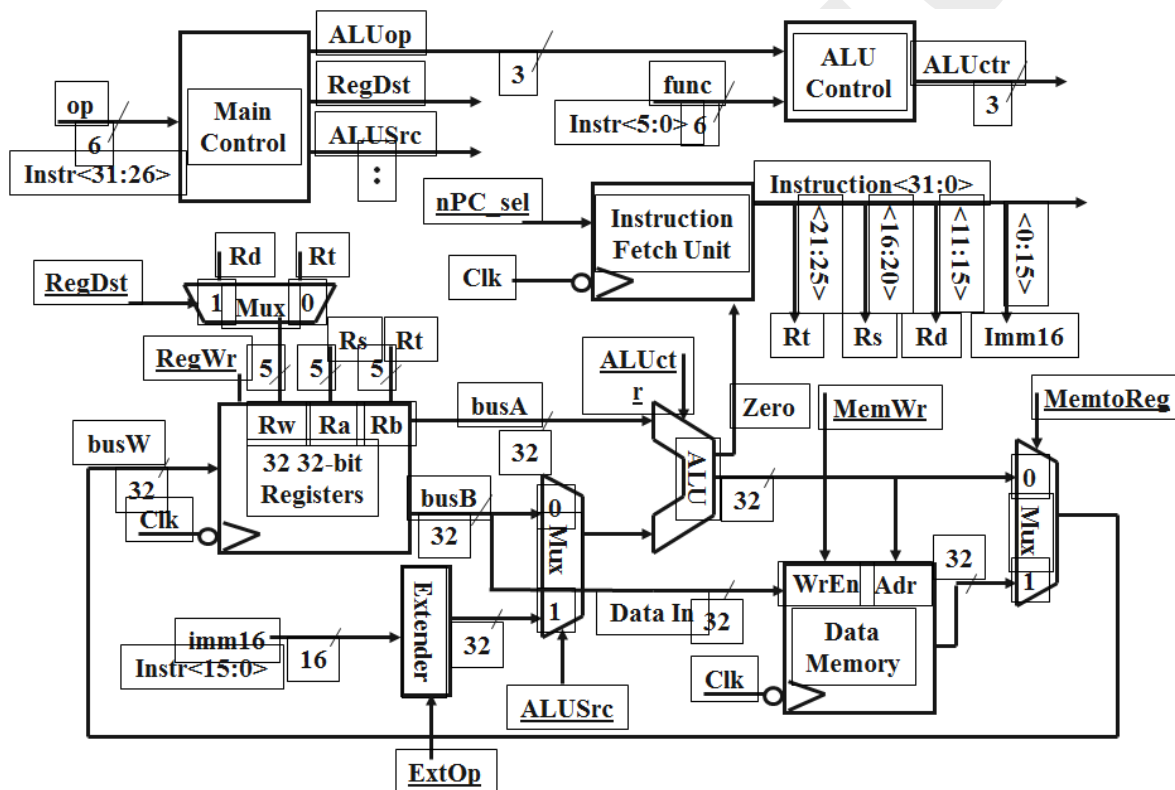 ALUop
3
RegDst
ALUSrc
:
op
6
Instr<31:26>
Main
Control
func
Instr<5:0>
6
ALU
Control
ALUctr
3
nPC_sel
Clk
Instruction
Fetch Unit
Instruction<31:0>
<21:25>
<16:20>
<11:15>
<0:15>
Rt
Rs
Rd
Imm16
Rd
Rt
RegDst
1
Mux
0
RegWr
5
5
5
Rs
Rt
busW
32
Clk
Rw
Ra
Rb
32 32-bit
Registers
busA
32
busB
32
0
Mux
1
ALUct
r
ALU
Zero
32
MemWr
MemtoReg
0
Mux
1
imm16
Instr<15:0>
16
Extender
32
ExtOp
ALUSrc
Data In
32
WrEn
Adr
Data
Memory
Clk
32